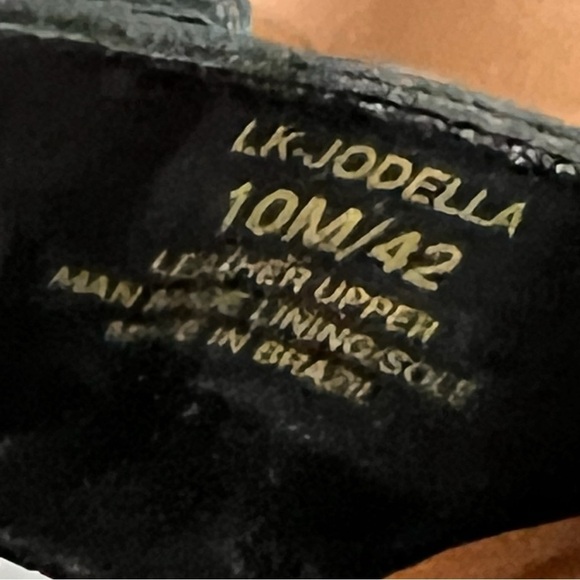 LK-JODELLA
10M/42
LEATHER UPPER
MAN MADE LINING/SOLE
MADE IN BRAZIL